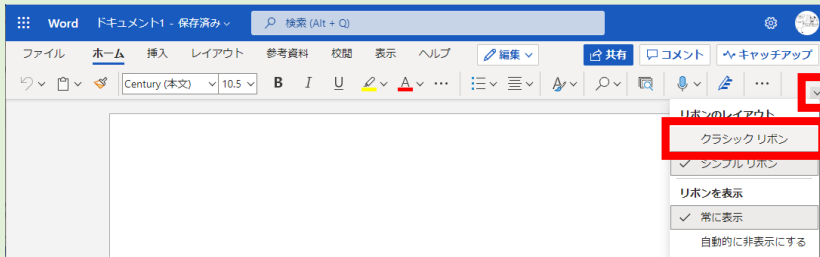 Word ドキュメント1 - 保存済み 検索 (Alt + Q)
ファイル ホーム 挿入 レイアウト 参考資料 校閲 表示 ヘルプ 編集 共有 コメント キャッチアップ
Century (本文) 10.5 B I U A A
リボンのレイアウト
クラシック リボン
シンプル リボン
リボンを表示
常に表示
自動的に非表示にする